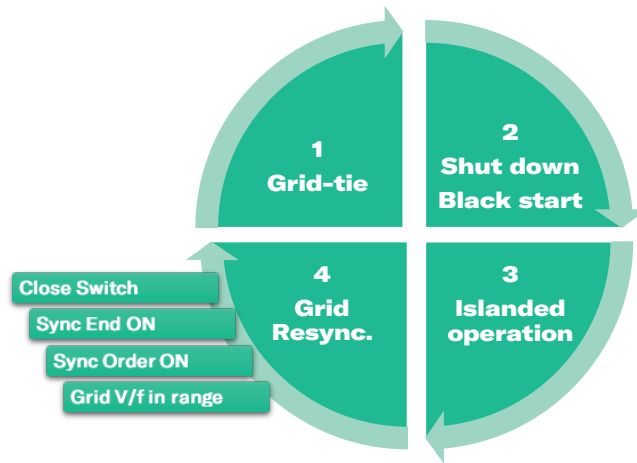 1
Grid-tie
2
Shut down
Black start
3
Islanded
operation
4
Grid
Resync.
Close Switch
Sync End ON
Sync Order ON
Grid V/f in range